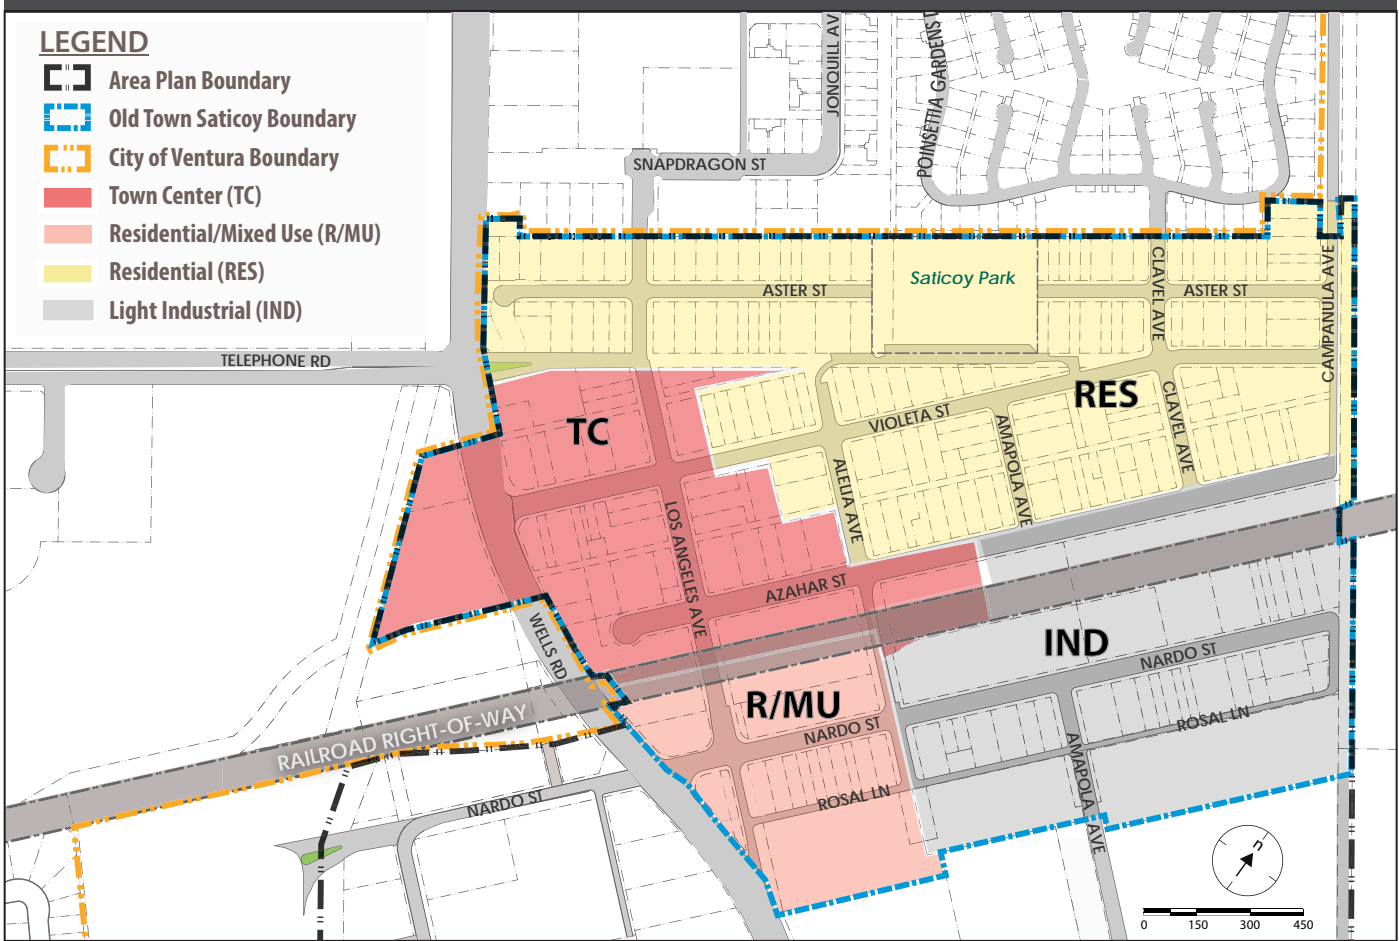 LEGEND
Area Plan Boundary
Old Town Saticoy Boundary
City of Ventura Boundary
Town Center (TC)
Residential/Mixed Use (R/MU)
Residential (RES)
Light Industrial (IND)
JONQUILL AV
POINSETTIA GARDENS
SNAPDRAGON ST
Saticoy Park
ASTER ST
CLAVEL AVE
ASTER ST
CAMPANULA AVE
TELEPHONE RD
TC
RES
VIOLETA ST
AMAPOLA AVE
CLAVEL AVE
ALELIA AVE
LOS ANGELES AVE
AZAHAR ST
WELLS RD
IND
NARDO ST
R/MU
NARDO ST
ROSAL LN
RAILROAD RIGHT-OF-WAY
AMAPOLA AVE
ROSAL LN
NARDO ST
n
0 150 300 450